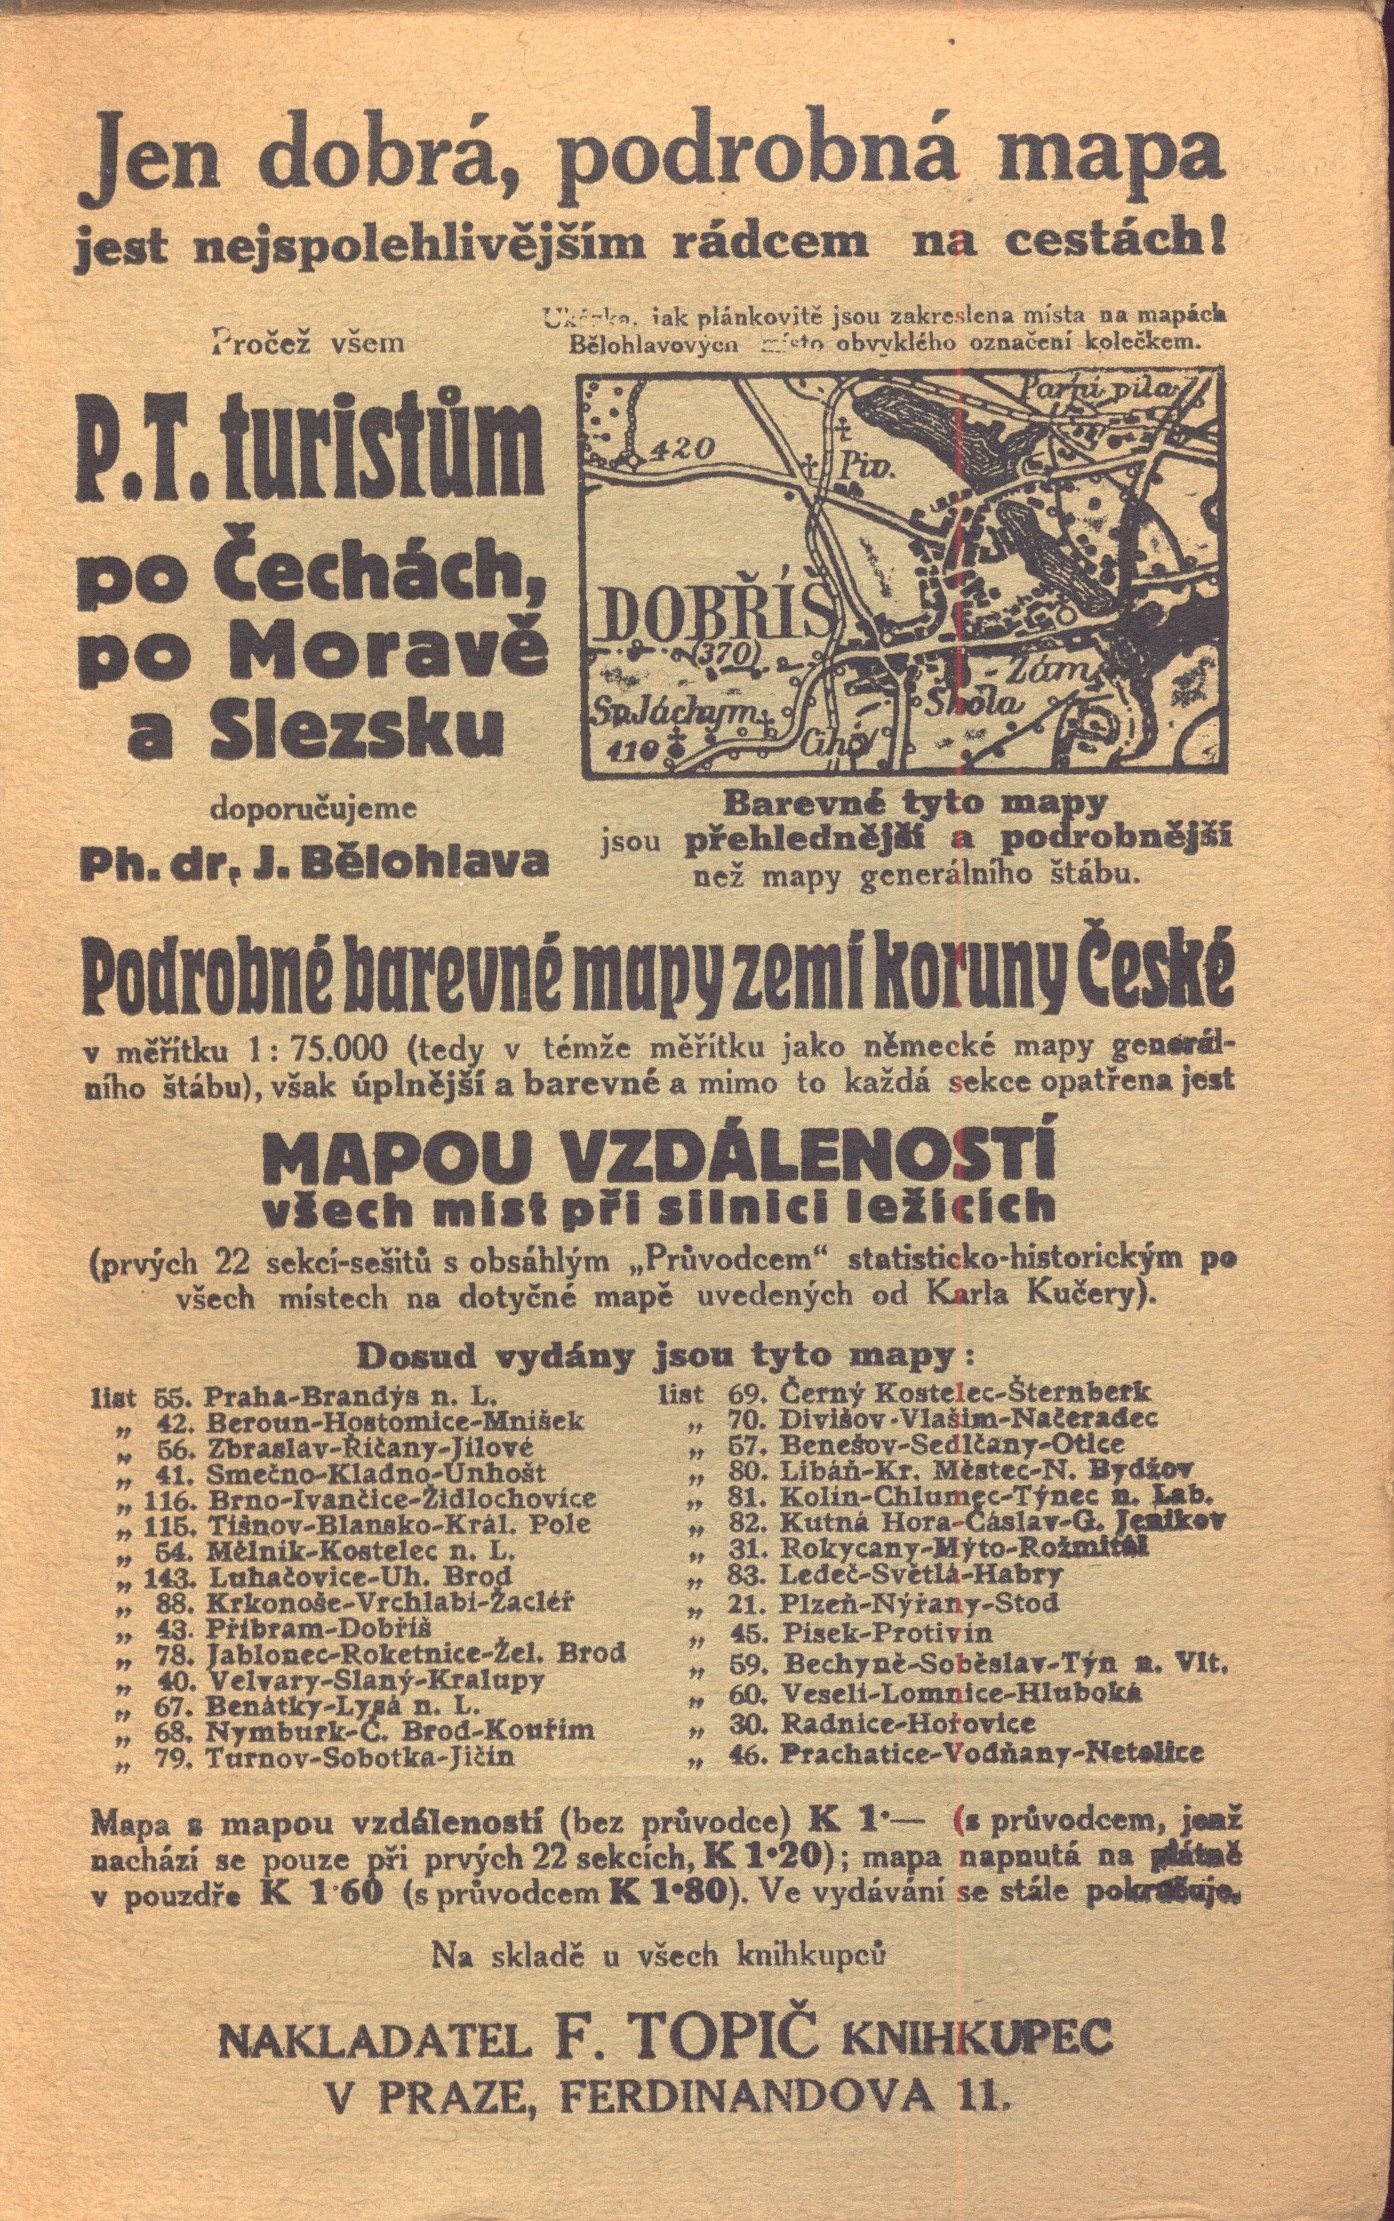 Jen dobrá, podrobná mapa
jest nejspolehlivějším rádcem na cestách!
Pročež všem
P. T. turistům
po Čechách,
po Moravě
a Slezsku
doporučujeme
Ph. dr. J. Bělohlava
Ukázka, jak plánkovitě jsou zakreslena místa na mapách
Bělohlavových místo obvyklého označení kolečkem.
Parní pila
420
Piv.
DOBŘÍŠ
(370)
Zám.
Škola
Sv. Jáchym
410
Cih.
Barevné tyto mapy
jsou přehlednější a podrobnější
než mapy generálního štábu.
Podrobné barevné mapy zemí koruny České
v měřítku 1 : 75.000 (tedy v témže měřítku jako německé mapy generál-
ního štábu), však úplnější a barevné a mimo to každá sekce opatřena jest
MAPOU VZDÁLENOSTÍ
všech míst při silnici ležících
(prvých 22 sekcí-sešitů s obsáhlým „Průvodcem“ statisticko-historickým po
všech místech na dotyčné mapě uvedených od Karla Kučery).
Dosud vydány jsou tyto mapy :
list 55. Praha-Brandýs n. L.
„ 42. Beroun-Hostomice-Mníšek
„ 56. Zbraslav-Říčany-Jílové
„ 41. Smečno-Kladno-Unhošt
„ 116. Brno-Ivančice-Židlochovice
„ 115. Tišnov-Blansko-Král. Pole
„ 54. Mělník-Kostelec n. L.
„ 143. Luhačovice-Uh. Brod
„ 88. Krkonoše-Vrchlabí-Žacléř
„ 43. Příbram-Dobříš
„ 78. Jablonec-Roketnice-Žel. Brod
„ 40. Velvary-Slaný-Kralupy
„ 67. Benátky-Lysá n. L.
„ 68. Nymburk-Č. Brod-Kouřim
„ 79. Turnov-Sobotka-Jičín
list 69. Černý Kostelec-Šternberk
„ 70. Divišov-Vlašim-Načeradec
„ 57. Benešov-Sedlčany-Otice
„ 80. Libáň-Kr. Městec-N. Bydžov
„ 81. Kolín-Chlumec-Týnec n. Lab.
„ 82. Kutná Hora-Čáslav-G. Jeníkov
„ 31. Rokycany-Mýto-Rožmitál
„ 83. Ledeč-Světlá-Habry
„ 21. Plzeň-Nýřany-Stod
„ 45. Písek-Protivín
„ 59. Bechyně-Soběslav-Týn n. Vlt.
„ 60. Veselí-Lomnice-Hluboká
„ 30. Radnice-Hořovice
„ 46. Prachatice-Vodňany-Netolice
Mapa s mapou vzdáleností (bez průvodce) K 1·— (s průvodcem, jenž
nachází se pouze při prvých 22 sekcích, K 1·20); mapa napnutá na plátně
v pouzdře K 1·60 (s průvodcem K 1·80). Ve vydávání se stále pokračuje.
Na skladě u všech knihkupců
NAKLADATEL F. TOPIČ KNIHKUPEC
V PRAZE, FERDINANDOVA 11.